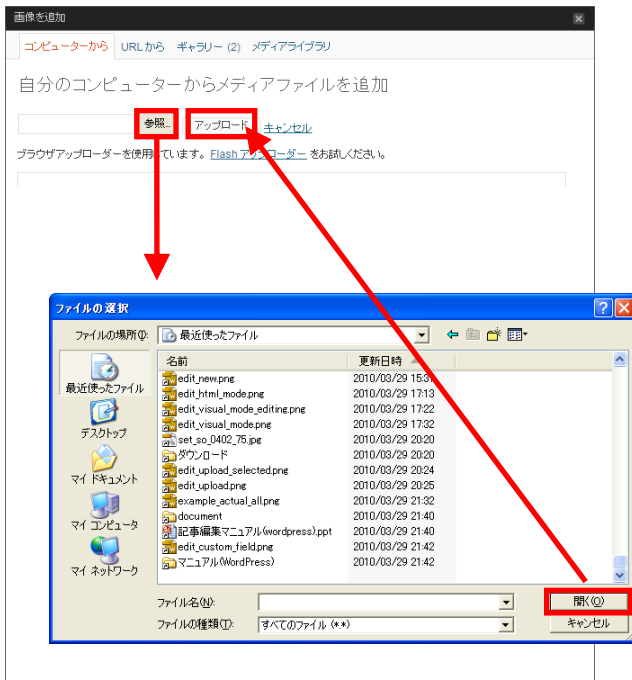 画像を追加
コンピューターから URLから ギャラリー (2) メディアライブラリ
自分のコンピューターからメディアファイルを追加
参照... アップロード キャンセル
ブラウザアップローダーを使用しています。Flash アップローダー をお試しください。
ファイルの選択
ファイルの場所(I): 最近使ったファイル
名前 更新日時
最近使ったファイル
デスクトップ
マイ ドキュメント
マイ コンピュータ
マイ ネットワーク
edit_new.png 2010/03/29 15:31
edit_html_mode.png 2010/03/29 17:13
edit_visual_mode_editing.png 2010/03/29 17:22
edit_visual_mode.png 2010/03/29 17:32
set_so_0402_75.jpg 2010/03/29 20:20
ダウンロード 2010/03/29 20:20
edit_upload_selected.png 2010/03/29 20:24
edit_upload.png 2010/03/29 20:25
example_actual_all.png 2010/03/29 21:32
document 2010/03/29 21:40
記事編集マニュアル(wordpress).ppt 2010/03/29 21:40
edit_custom_field.png 2010/03/29 21:42
マニュアル(WordPress) 2010/03/29 21:42
ファイル名(N): 開く(O)
ファイルの種類(T): すべてのファイル (*.*) キャンセル